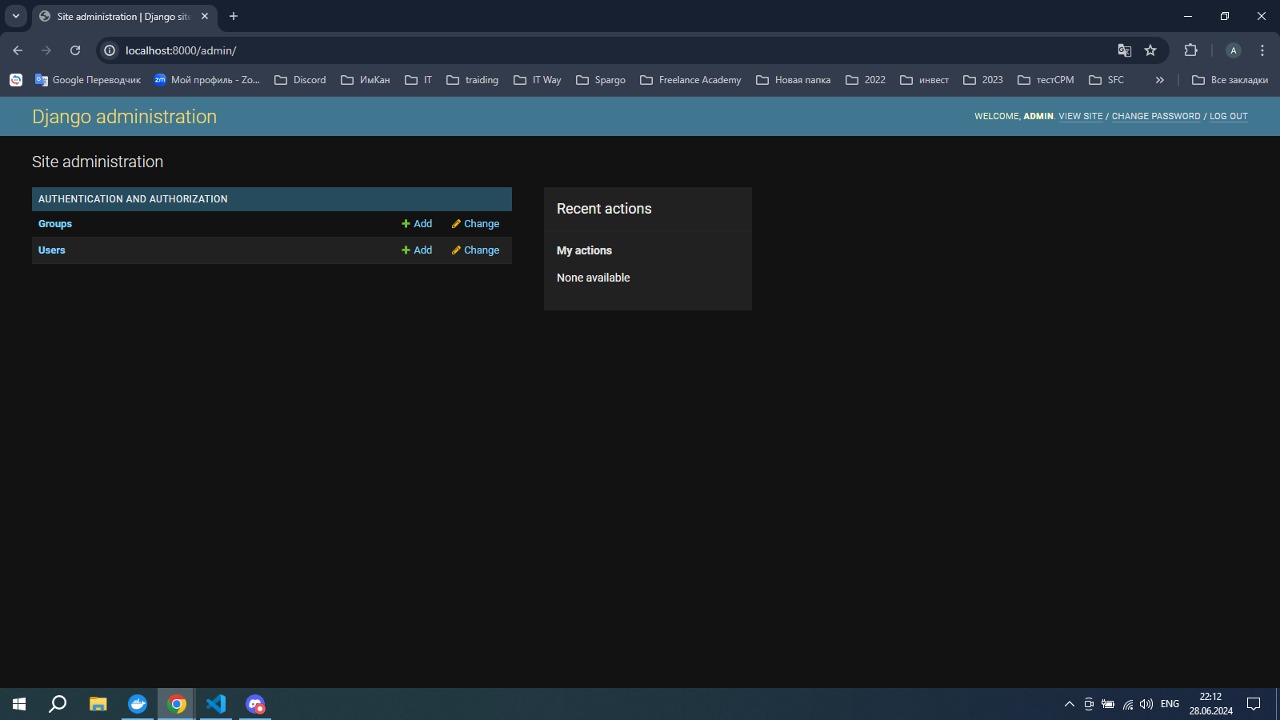 Site administration | Django site
localhost:8000/admin/
A
Google Переводчик
zm
Мой профиль - Zo...
Discord
ИмКан
IT
traiding
IT Way
Spargo
Freelance Academy
Новая папка
2022
инвест
2023
тестСРМ
SFC
Все закладки
Django administration
WELCOME, ADMIN. VIEW SITE / CHANGE PASSWORD / LOG OUT
Site administration
AUTHENTICATION AND AUTHORIZATION
Groups Add Change
Users Add Change
Recent actions
My actions
None available
ENG
22:12
28.06.2024